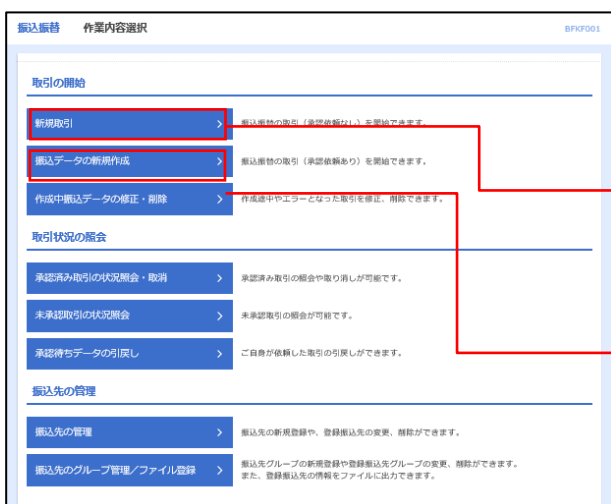 振込振替 作業内容選択 BFKF001
取引の開始
新規取引 振込振替の取引（承認依頼なし）を開始できます。
振込データの新規作成 振込振替の取引（承認依頼あり）を開始できます。
作成中振込データの修正・削除 作成途中やエラーとなった取引を修正、削除できます。
取引状況の照会
承認済み取引の状況照会・取消 承認済み取引の照会や取り消しが可能です。
未承認取引の状況照会 未承認取引の照会が可能です。
承認待ちデータの引戻し ご自身が依頼した取引の引戻しができます。
振込先の管理
振込先の管理 振込先の新規登録や、登録振込先の変更、削除ができます。
振込先のグループ管理／ファイル登録 振込先グループの新規登録や登録振込先グループの変更、削除ができます。
また、登録振込先の情報をファイルに出力できます。